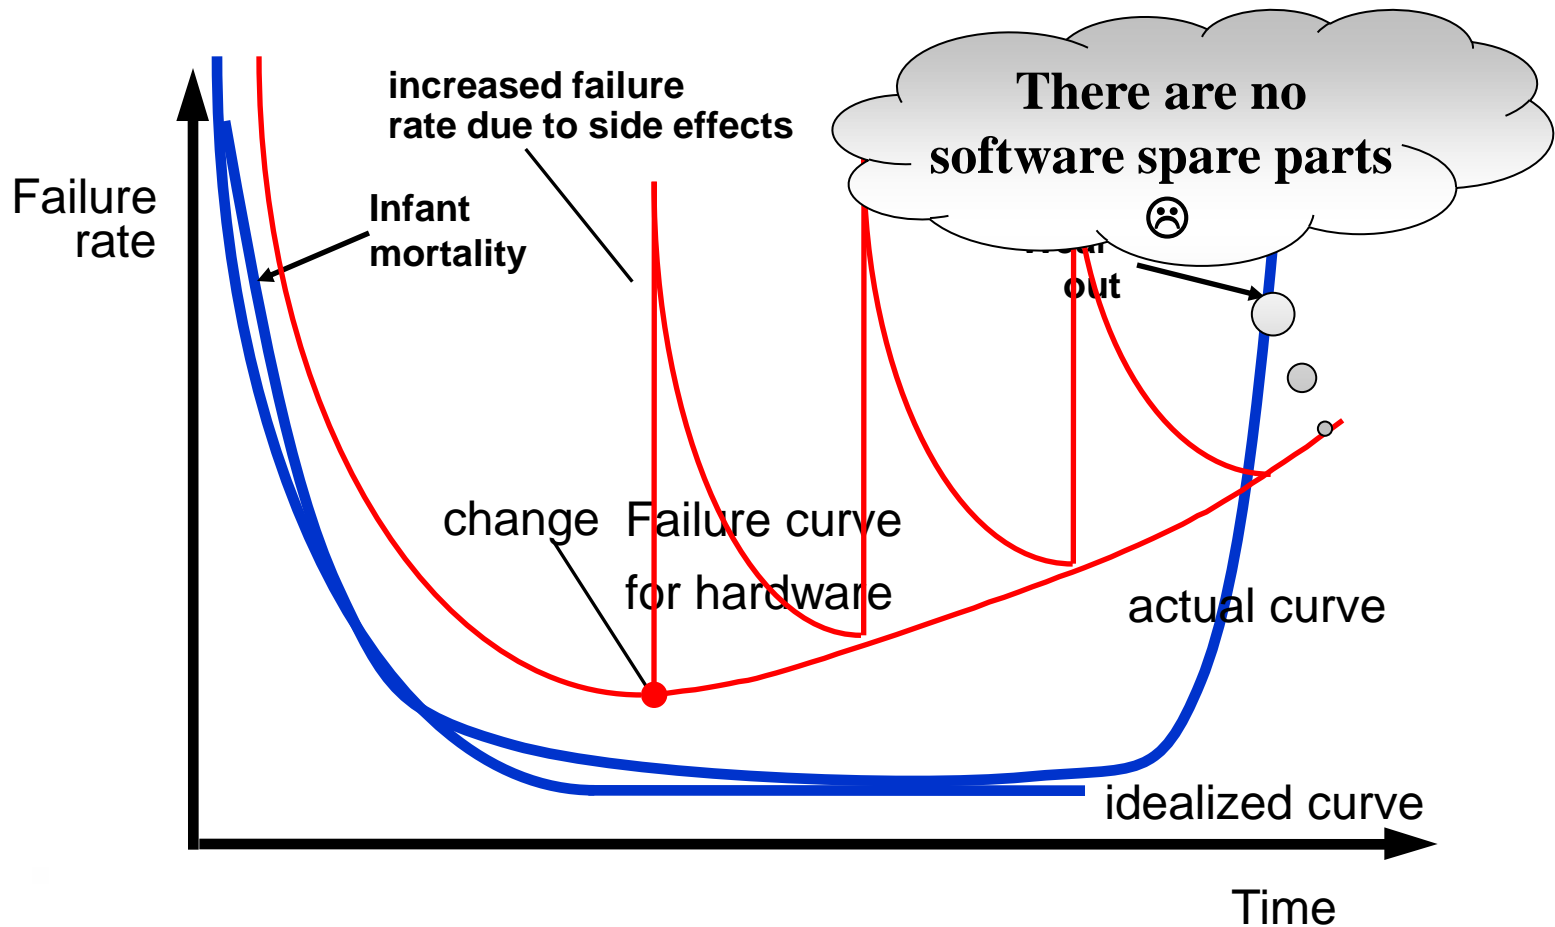 There are no
software spare parts
increased failure
rate due to side effects
Failure
rate
Infant
mortality
out
change
Failure curve
for hardware
actual curve
idealized curve
Time